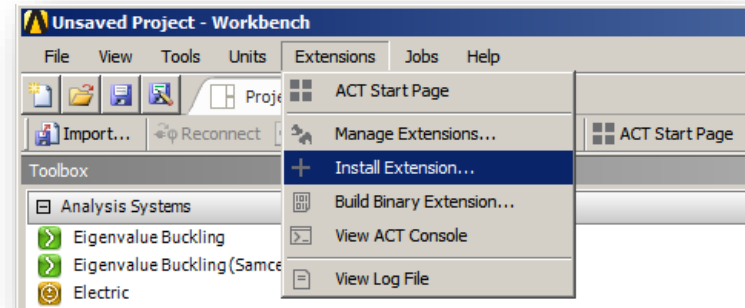 Unsaved Project - Workbench
File View Tools Units Extensions Jobs Help
Proje
ACT Start Page
Import... Reconnect
Manage Extensions...
ACT Start Page
Toolbox
Install Extension...
Analysis Systems
Build Binary Extension...
Eigenvalue Buckling
View ACT Console
Eigenvalue Buckling (Samce
Electric
View Log File